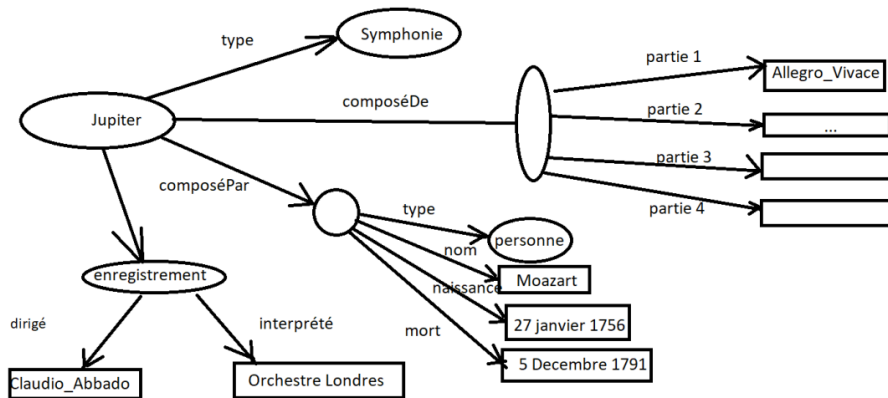 type
Symphonie
partie 1
Allegro_Vivace
composéDe
partie 2
...
Jupiter
partie 3
composéPar
partie 4
type
personne
nom
enregistrement
Moazart
naissance
dirigé
interprété
mort
27 janvier 1756
5 Decembre 1791
Claudio_Abbado
Orchestre Londres